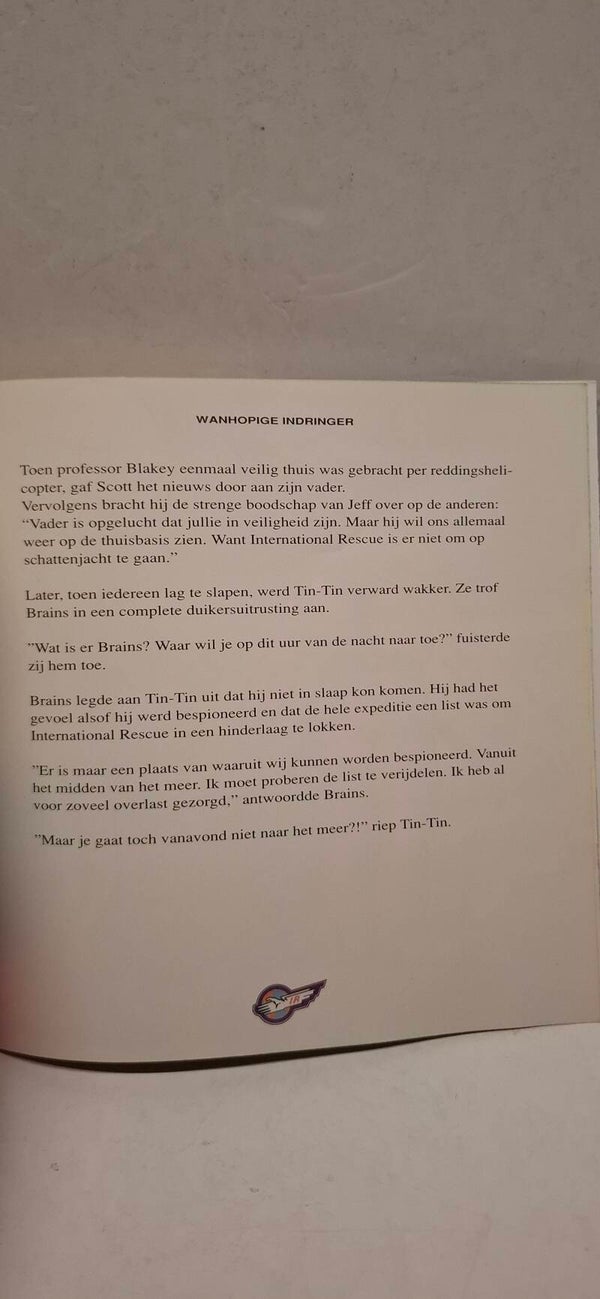 WANHOPIGE INDRINGER
Toen professor Blakey eenmaal veilig thuis was gebracht per reddingsheli-
copter, gaf Scott het nieuws door aan zijn vader.
Vervolgens bracht hij de strenge boodschap van Jeff over op de anderen:
“Vader is opgelucht dat jullie in veiligheid zijn. Maar hij wil ons allemaal
weer op de thuisbasis zien. Want International Rescue is er niet om op
schattenjacht te gaan.”
Later, toen iedereen lag te slapen, werd Tin-Tin verward wakker. Ze trof
Brains in een complete duikersuitrusting aan.
”Wat is er Brains? Waar wil je op dit uur van de nacht naar toe?” fuisterde
zij hem toe.
Brains legde aan Tin-Tin uit dat hij niet in slaap kon komen. Hij had het
gevoel alsof hij werd bespioneerd en dat de hele expeditie een list was om
International Rescue in een hinderlaag te lokken.
”Er is maar een plaats van waaruit wij kunnen worden bespioneerd. Vanuit
het midden van het meer. Ik moet proberen de list te verijdelen. Ik heb al
voor zoveel overlast gezorgd,” antwoordde Brains.
”Maar je gaat toch vanavond niet naar het meer?!” riep Tin-Tin.
IR